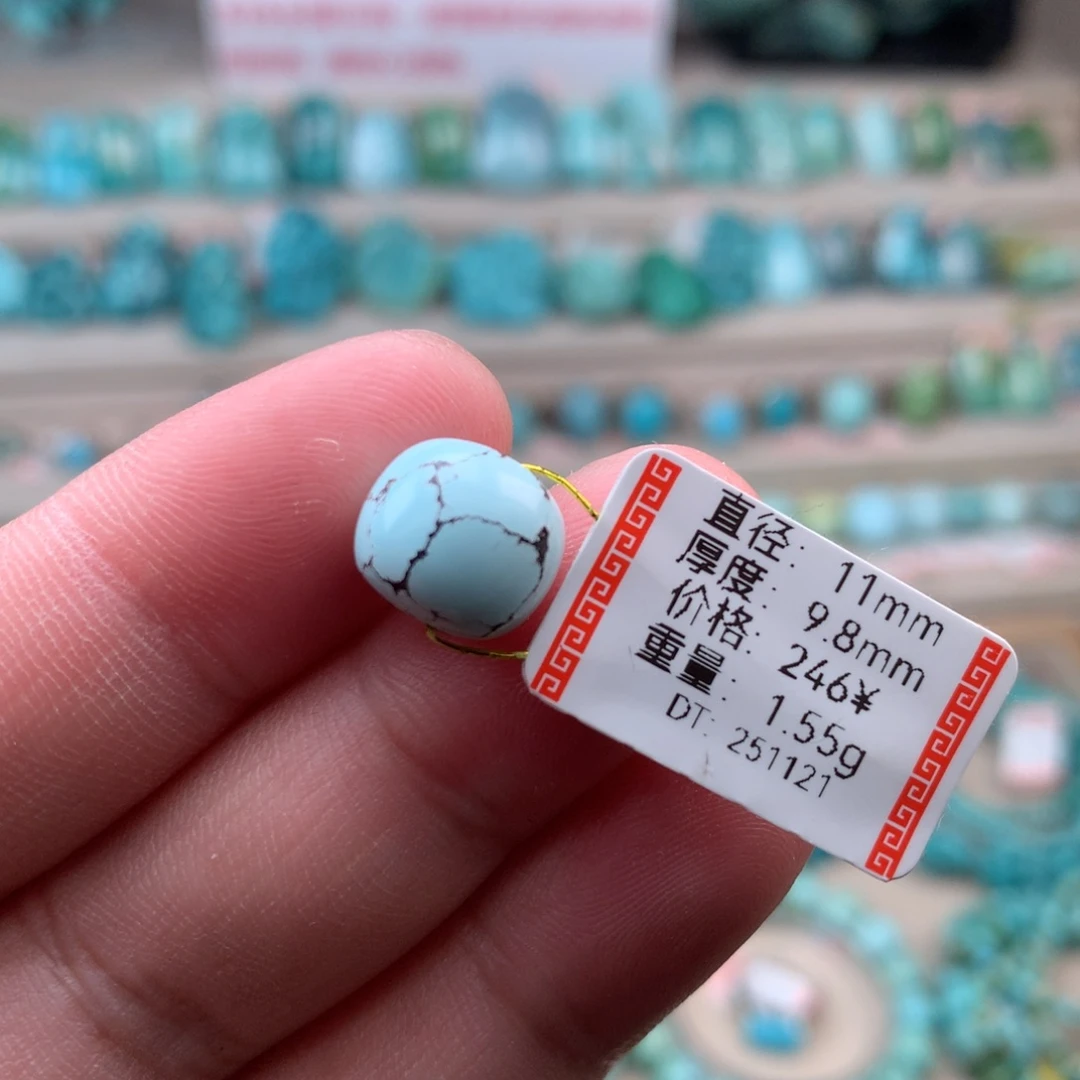 直径: 11mm
厚度: 9.8mm
价格: 246¥
重量: 1.55g
DT: 251121